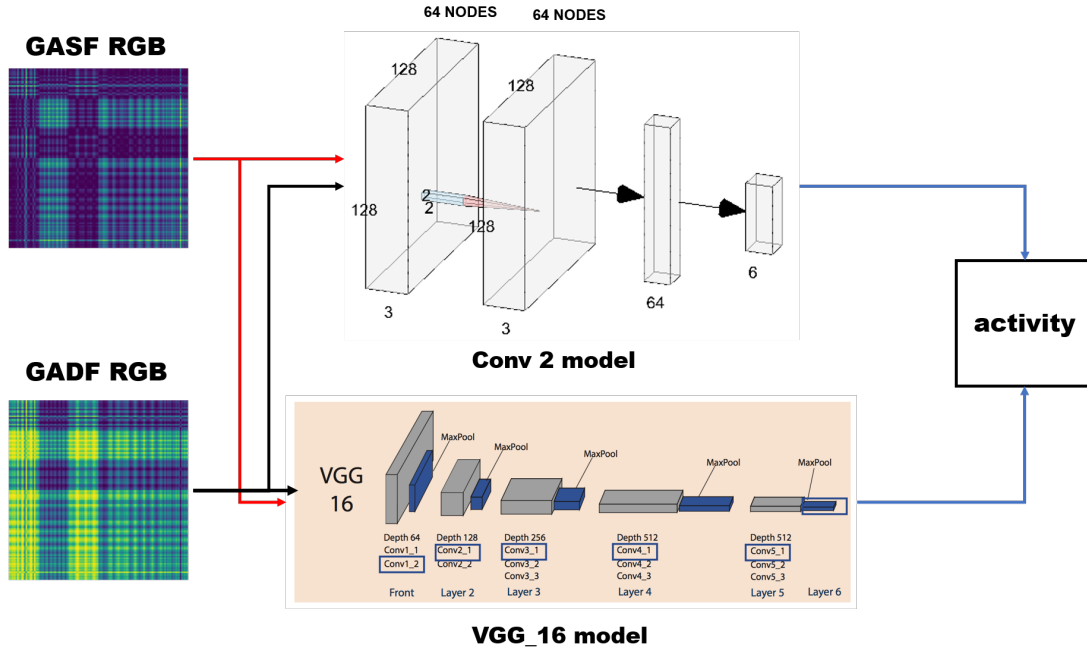 64 NODES 64 NODES
GASF RGB
128
128
128
2
2
128
3
3
64
6
Conv 2 model
activity
GADF RGB
VGG
16
MaxPool
MaxPool
MaxPool
MaxPool
MaxPool
Depth 64 Depth 128 Depth 256 Depth 512 Depth 512
Conv1_1 Conv2_1 Conv3_1 Conv4_1 Conv5_1
Conv1_2 Conv2_2 Conv3_2 Conv4_2 Conv5_2
Conv3_3 Conv4_3 Conv5_3
Front Layer 2 Layer 3 Layer 4 Layer 5 Layer 6
VGG_16 model